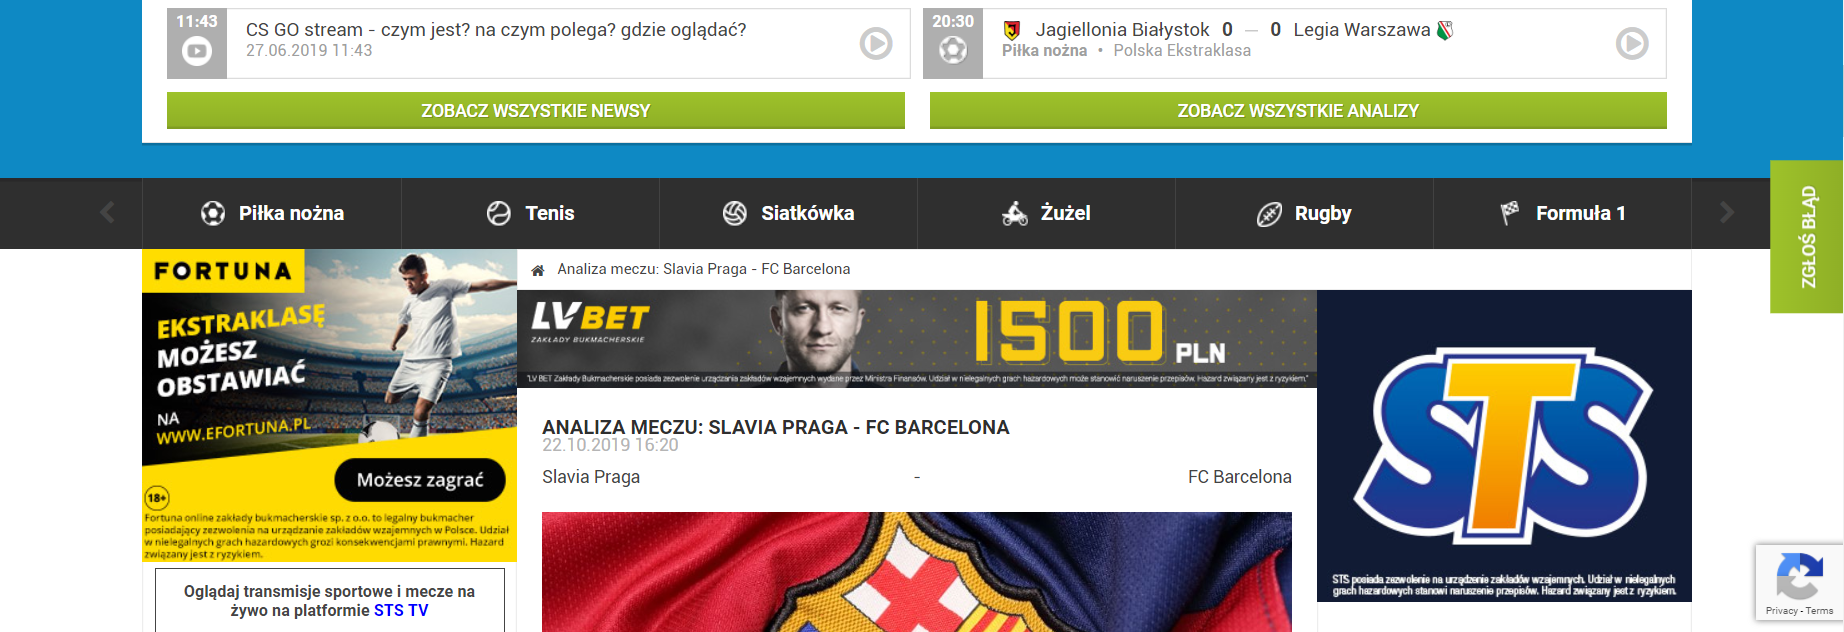 11:43
CS GO stream - czym jest? na czym polega? gdzie oglądać?
27.06.2019 11:43
20:30
Jagiellonia Białystok 0 — 0 Legia Warszawa
Piłka nożna • Polska Ekstraklasa
ZOBACZ WSZYSTKIE NEWSY
ZOBACZ WSZYSTKIE ANALIZY
ZGŁOŚ BŁĄD
Piłka nożna
Tenis
Siatkówka
Żużel
Rugby
Formuła 1
FORTUNA
EKSTRAKLASĘ
MOŻESZ
OBSTAWIAĆ
NA
WWW.EFORTUNA.PL
Możesz zagrać
18+
Fortuna online zakłady bukmacherskie sp. z o.o. to legalny bukmacher
posiadający zezwolenia na urządzanie zakładów wzajemnych w Polsce. Udział
w nielegalnych grach hazardowych grozi konsekwencjami prawnymi. Hazard
związany jest z ryzykiem.
Oglądaj transmisje sportowe i mecze na
żywo na platformie STS TV
Analiza meczu: Slavia Praga - FC Barcelona
LVBET
ZAKŁADY BUKMACHERSKIE
1500 PLN
"LV BET Zakłady Bukmacherskie posiada zezwolenie urządzania zakładów wzajemnych wydane przez Ministra Finansów. Udział w nielegalnych grach hazardowych może stanowić naruszenie przepisów. Hazard związany jest z ryzykiem."
ANALIZA MECZU: SLAVIA PRAGA - FC BARCELONA
22.10.2019 16:20
Slavia Praga - FC Barcelona
STS
STS posiada zezwolenie na urządzanie zakładów wzajemnych. Udział w nielegalnych
grach hazardowych stanowi naruszenie przepisów. Hazard związany jest z ryzykiem.
Privacy - Terms